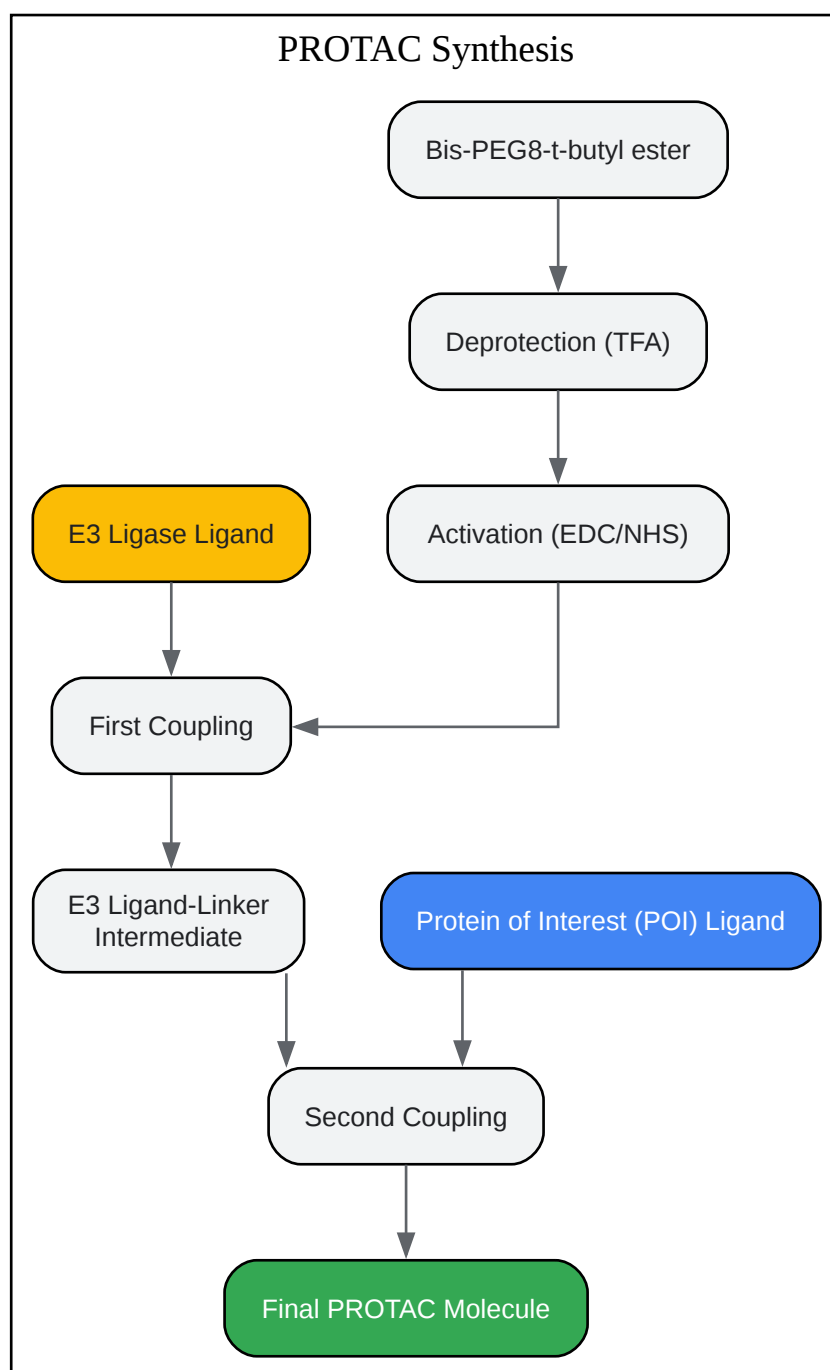 PROTAC Synthesis
Bis-PEG8-t-butyl ester
Deprotection (TFA)
E3 Ligase Ligand
Activation (EDC/NHS)
First Coupling
E3 Ligand-Linker
Intermediate
Protein of Interest (POI) Ligand
Second Coupling
Final PROTAC Molecule